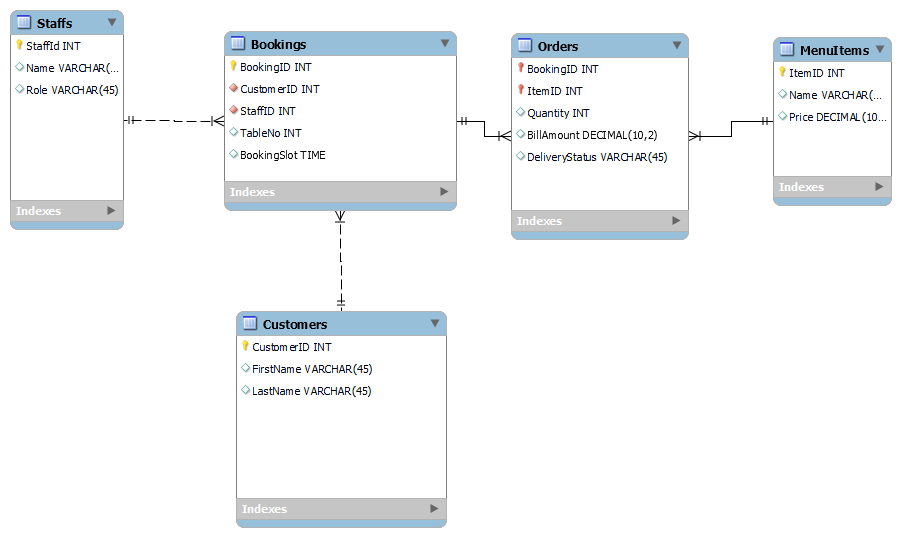 Staffs
StaffId INT
Name VARCHAR(...
Role VARCHAR(45)
Indexes
Bookings
BookingID INT
CustomerID INT
StaffID INT
TableNo INT
BookingSlot TIME
Indexes
Orders
BookingID INT
ItemID INT
Quantity INT
BillAmount DECIMAL(10,2)
DeliveryStatus VARCHAR(45)
Indexes
MenuItems
ItemID INT
Name VARCHAR(...
Price DECIMAL(10...
Indexes
Customers
CustomerID INT
FirstName VARCHAR(45)
LastName VARCHAR(45)
Indexes